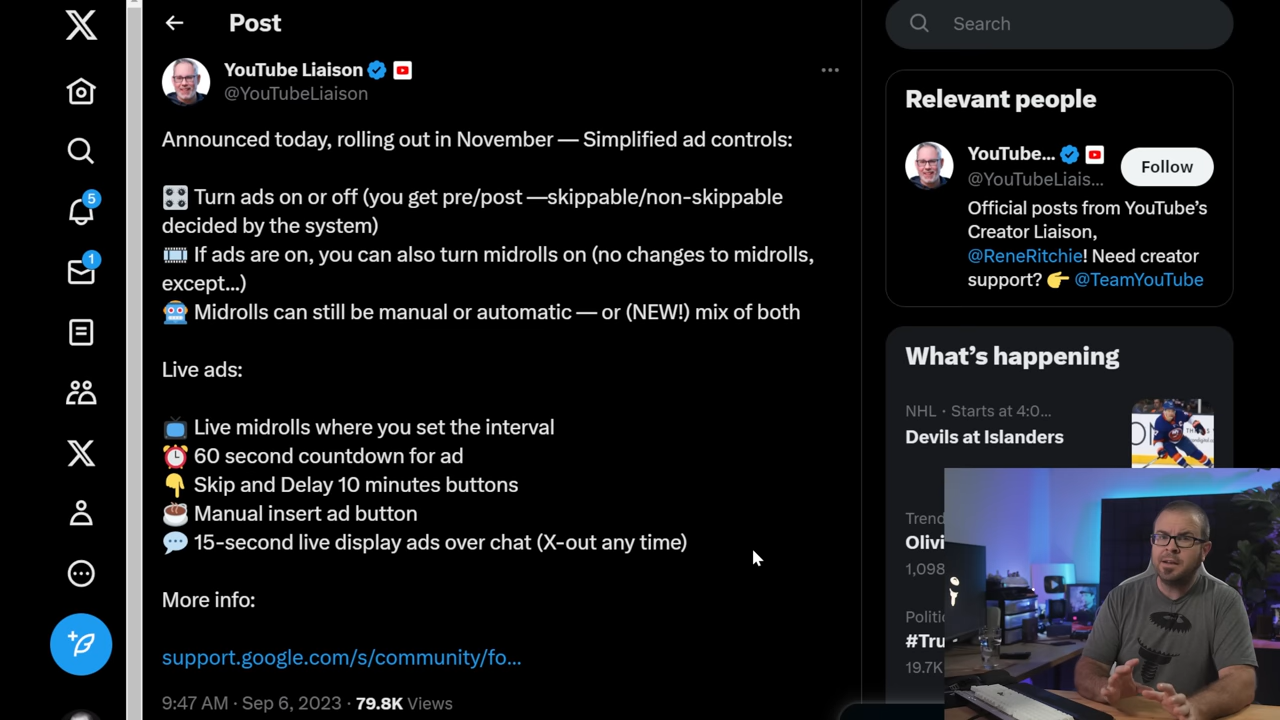 Post
Search
YouTube Liaison
@YouTubeLiaison
Announced today, rolling out in November — Simplified ad controls:
Turn ads on or off (you get pre/post —skippable/non-skippable
decided by the system)
If ads are on, you can also turn midrolls on (no changes to midrolls,
except...)
Midrolls can still be manual or automatic — or (NEW!) mix of both
Live ads:
Live midrolls where you set the interval
60 second countdown for ad
Skip and Delay 10 minutes buttons
Manual insert ad button
15-second live display ads over chat (X-out any time)
More info:
support.google.com/s/community/fo...
9:47 AM · Sep 6, 2023 · 79.8K Views
5
1
Relevant people
YouTube...
Follow
@YouTubeLiais...
Official posts from YouTube’s
Creator Liaison,
@ReneRitchie! Need creator
support? @TeamYouTube
What’s happening
NHL · Starts at 4:0...
Devils at Islanders
Trend
Olivi
1,098
Politic
#Tru
19.7K